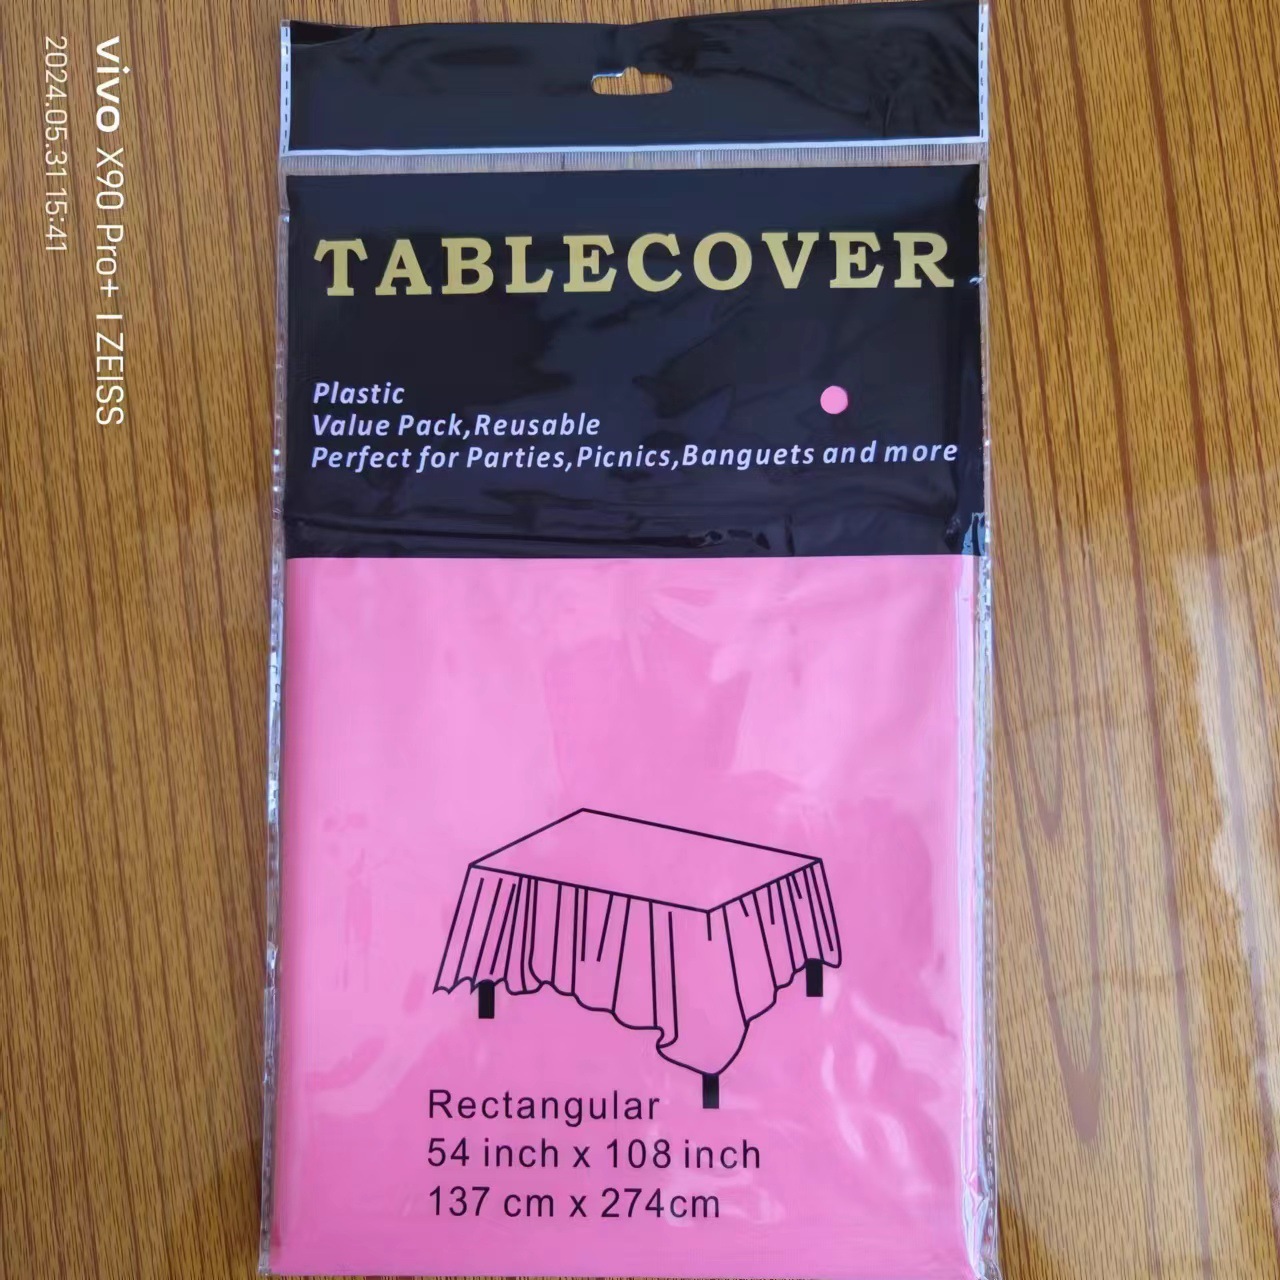 vivo X90 Pro+ | ZEISS
2024.05.31 15:41
TABLECOVER
Plastic
Value Pack,Reusable
Perfect for Parties,Picnics,Banguets and more
Rectangular
54 inch x 108 inch
137 cm x 274cm